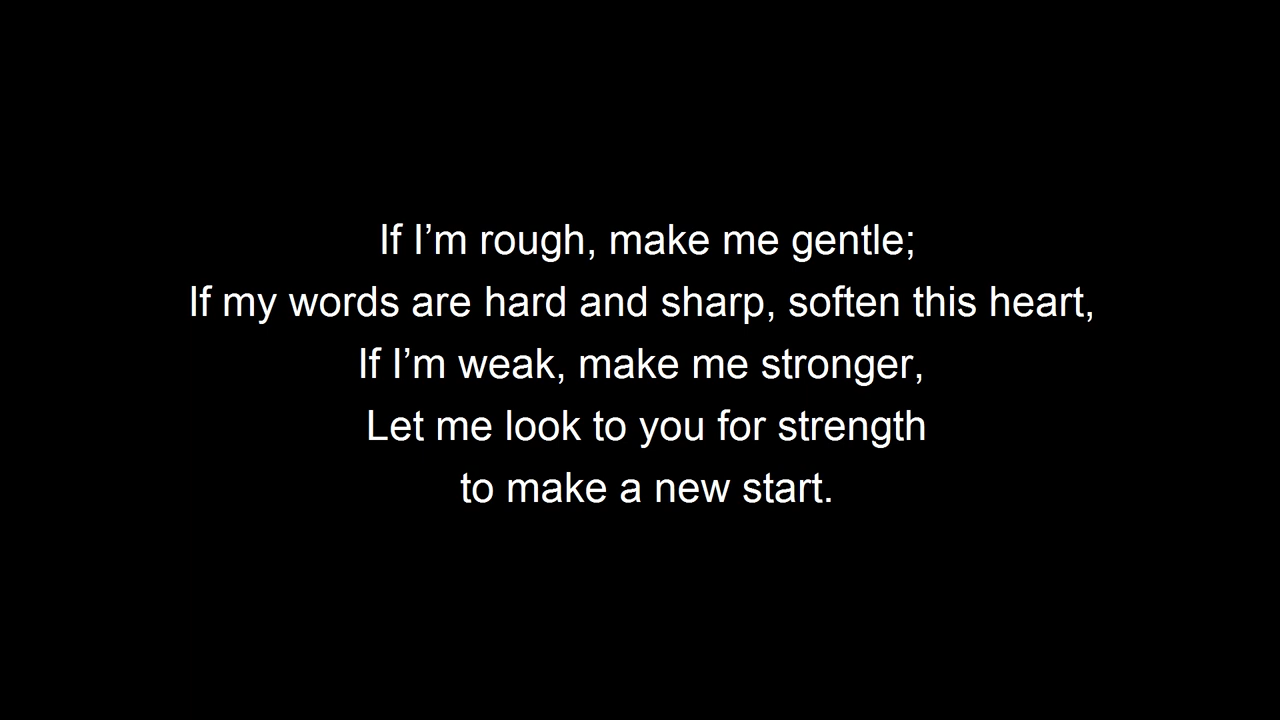 If I’m rough, make me gentle;
If my words are hard and sharp, soften this heart,
If I’m weak, make me stronger,
Let me look to you for strength
to make a new start.